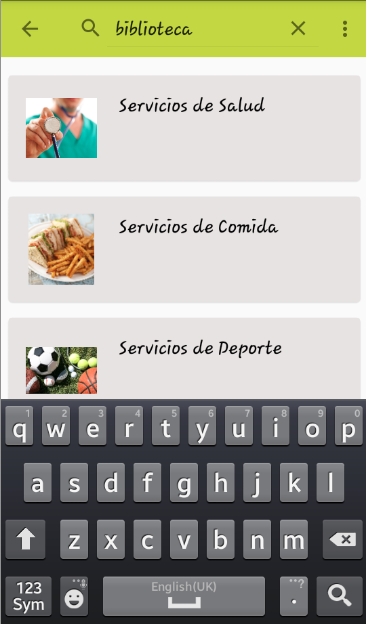 biblioteca
Servicios de Salud
Servicios de Comida
Servicios de Deporte
1 2 3 4 5 6 7 8 9 0
q w e r t y u i o p
a s d f g h j k l
z x c v b n m
123 Sym English(UK) . ...?